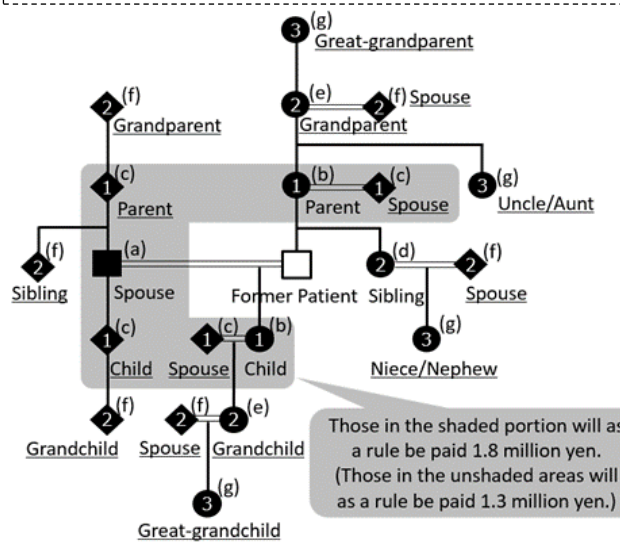 3 (g)
Great-grandparent
2 (f)
Grandparent
2 (e)
Grandparent
2 (f) Spouse
1 (c)
Parent
1 (b)
Parent
1 (c)
Spouse
3 (g)
Uncle/Aunt
2 (f)
Sibling
(a)
Spouse
Former Patient
2 (d)
Sibling
2 (f)
Spouse
1 (c)
Child
1 (c)
Spouse
1 (b)
Child
3 (g)
Niece/Nephew
2 (f)
Grandchild
2 (f)
Spouse
2 (e)
Grandchild
3 (g)
Great-grandchild
Those in the shaded portion will as
a rule be paid 1.8 million yen.
(Those in the unshaded areas will
as a rule be paid 1.3 million yen.)